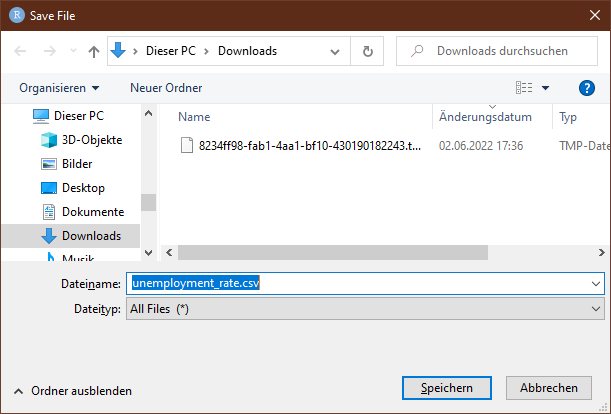 R Save File
Dieser PC > Downloads
Downloads durchsuchen
Organisieren
Neuer Ordner
?
Dieser PC
3D-Objekte
Bilder
Desktop
Dokumente
Downloads
Musik
Name Änderungsdatum Typ
8234ff98-fab1-4aa1-bf10-430190182243.t... 02.06.2022 17:36 TMP-Date
Dateiname: unemployment_rate.csv
Dateityp: All Files (*)
Ordner ausblenden
Speichern
Abbrechen